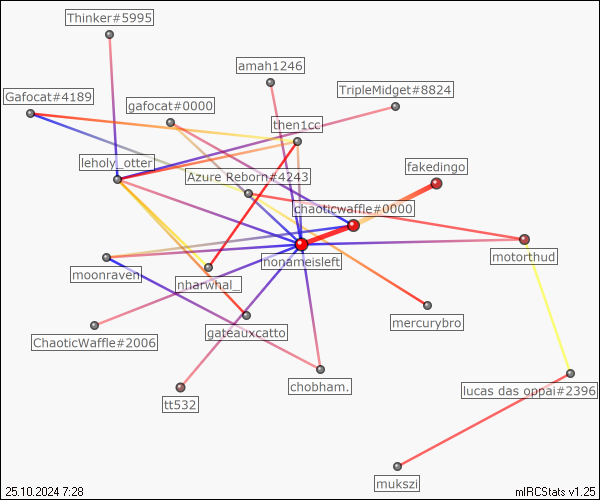 Thinker#5995
amah1246
TripleMidget#8824
Gafocat#4189
gafocat#0000
then1cc
leholy_otter
fakedingo
Azure Reborn#4243
chaoticwaffle#0000
motorthud
nonameisleft
moonraven
nharwhal_
mercurybro
gateauxcatto
ChaoticWaffle#2006
chobham.
lucas das oppai#2396
tt532
mukszi
25.10.2024 7:28
mIRCStats v1.25